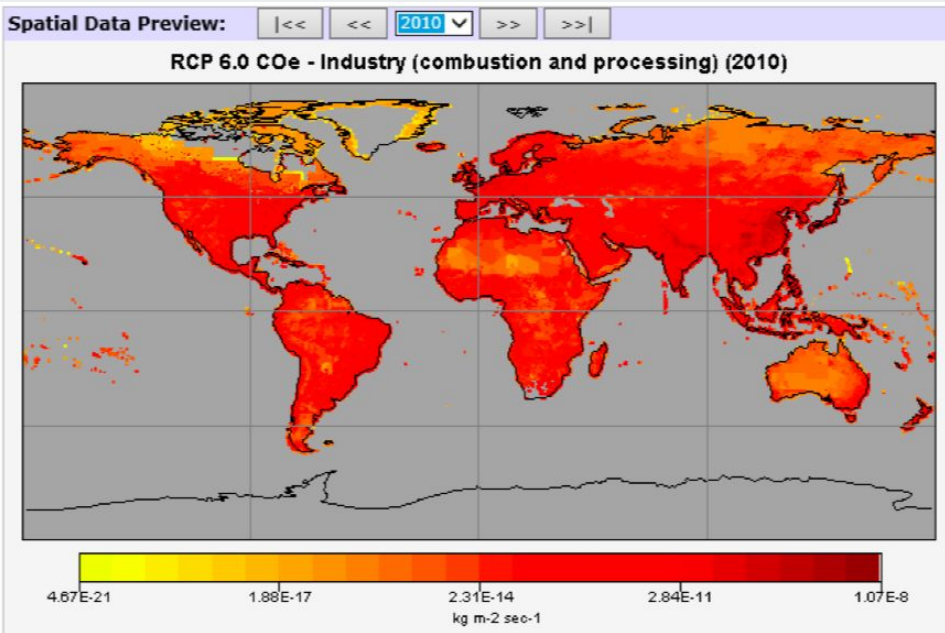 Spatial Data Preview: |<< << 2010 >> >>|
RCP 6.0 COe - Industry (combustion and processing) (2010)
4.67E-21 1.88E-17 2.31E-14 2.84E-11 1.07E-8
kg m-2 sec-1